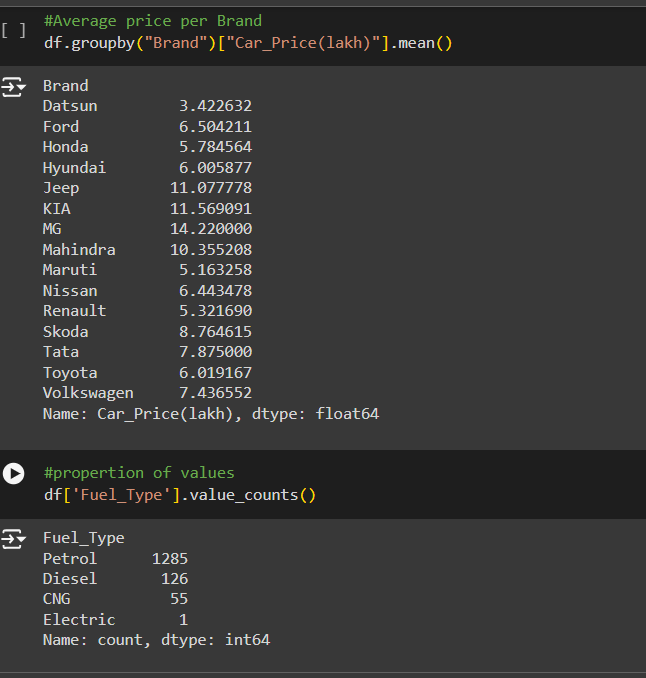 [ ] #Average price per Brand
df.groupby("Brand")["Car_Price(lakh)"].mean()
Brand
Datsun 3.422632
Ford 6.504211
Honda 5.784564
Hyundai 6.005877
Jeep 11.077778
KIA 11.569091
MG 14.220000
Mahindra 10.355208
Maruti 5.163258
Nissan 6.443478
Renault 5.321690
Skoda 8.764615
Tata 7.875000
Toyota 6.019167
Volkswagen 7.436552
Name: Car_Price(lakh), dtype: float64
#propertion of values
df['Fuel_Type'].value_counts()
Fuel_Type
Petrol 1285
Diesel 126
CNG 55
Electric 1
Name: count, dtype: int64